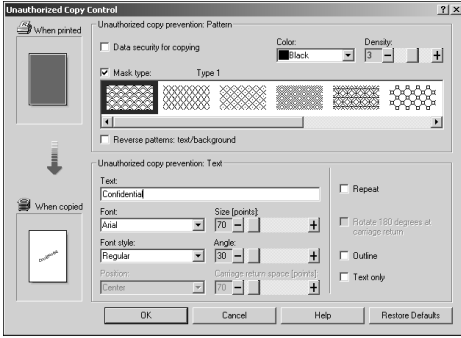 Unauthorized Copy Control
When printed
Unauthorized copy prevention: Pattern
Data security for copying
Color:
Black
Density:
3
Mask type:
Type 1
Reverse patterns: text/background
When copied
Unauthorized copy prevention: Text
Text:
Confidential
Font:
Arial
Size [points]:
70
Font style:
Regular
Angle:
30
Position:
Center
Carriage return space [points]:
70
Repeat
Rotate 180 degrees at
carriage return
Outline
Text only
OK
Cancel
Help
Restore Defaults